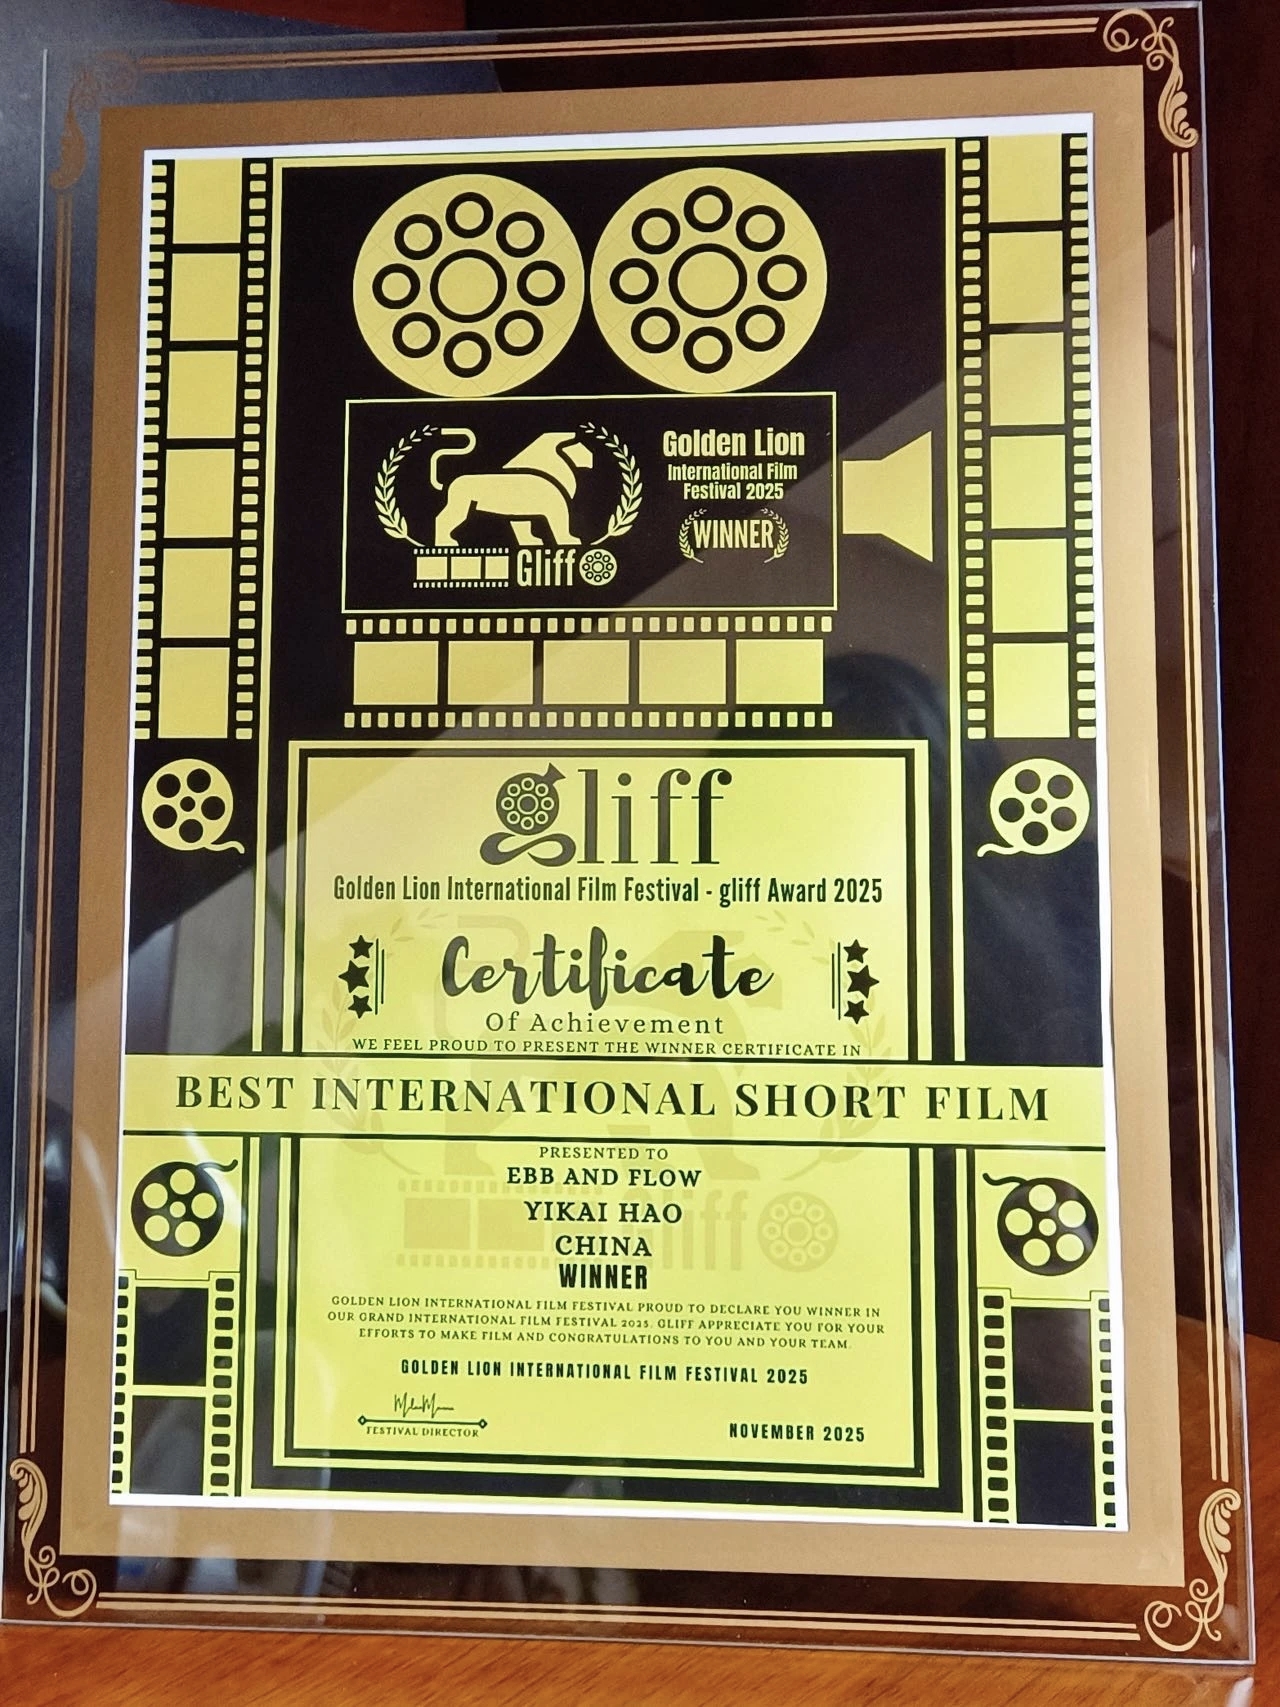 Golden Lion
International Film
Festival 2025
WINNER
Gliff
gliff
Golden Lion International Film Festival - gliff Award 2025
Certificate
Of Achievement
WE FEEL PROUD TO PRESENT THE WINNER CERTIFICATE IN
BEST INTERNATIONAL SHORT FILM
PRESENTED TO
EBB AND FLOW
YIKAI HAO
CHINA
Gliff
WINNER
GOLDEN LION INTERNATIONAL FILM FESTIVAL PROUD TO DECLARE YOU WINNER IN
OUR GRAND INTERNATIONAL FILM FESTIVAL 2025. GLIFF APPRECIATE YOU FOR YOUR
EFFORTS TO MAKE FILM AND CONGRATULATIONS TO YOU AND YOUR TEAM.
GOLDEN LION INTERNATIONAL FILM FESTIVAL 2025
FESTIVAL DIRECTOR
NOVEMBER 2025